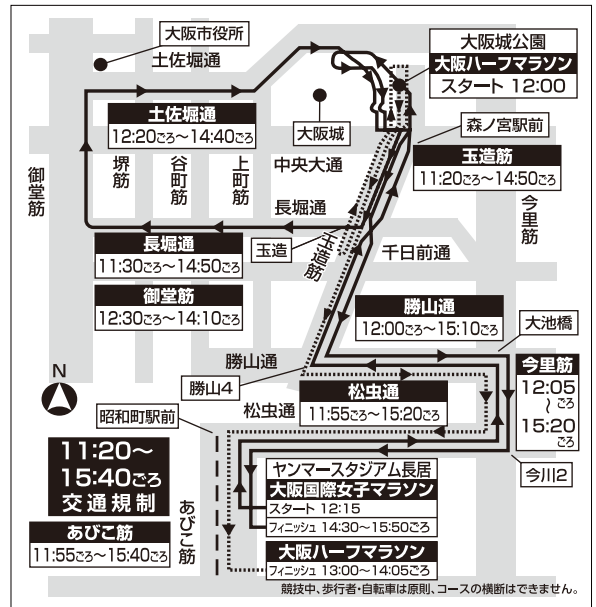 大阪市役所
土佐堀通
大阪城公園
大阪ハーフマラソン
スタート 12:00
土佐堀通
12:20ごろ〜14:40ごろ
大阪城
森ノ宮駅前
玉造筋
11:20ごろ〜14:50ごろ
御堂筋
堺筋
谷町筋
上町筋
中央大通
今里筋
長堀通
玉造
玉造筋
千日前通
長堀通
11:30ごろ〜14:50ごろ
御堂筋
12:30ごろ〜14:10ごろ
勝山通
12:00ごろ〜15:10ごろ
大池橋
勝山通
勝山4
今里筋
12:05
〜ごろ
15:20
ごろ
N
松虫通
11:55ごろ〜15:20ごろ
昭和町駅前
松虫通
11:20〜
15:40ごろ
交通規制
あびこ筋
今川2
ヤンマースタジアム長居
大阪国際女子マラソン
スタート 12:15
フィニッシュ 14:30〜15:50ごろ
あびこ筋
11:55ごろ〜15:40ごろ
大阪ハーフマラソン
フィニッシュ 13:00〜14:05ごろ
競技中、歩行者・自転車は原則、コースの横断はできません。